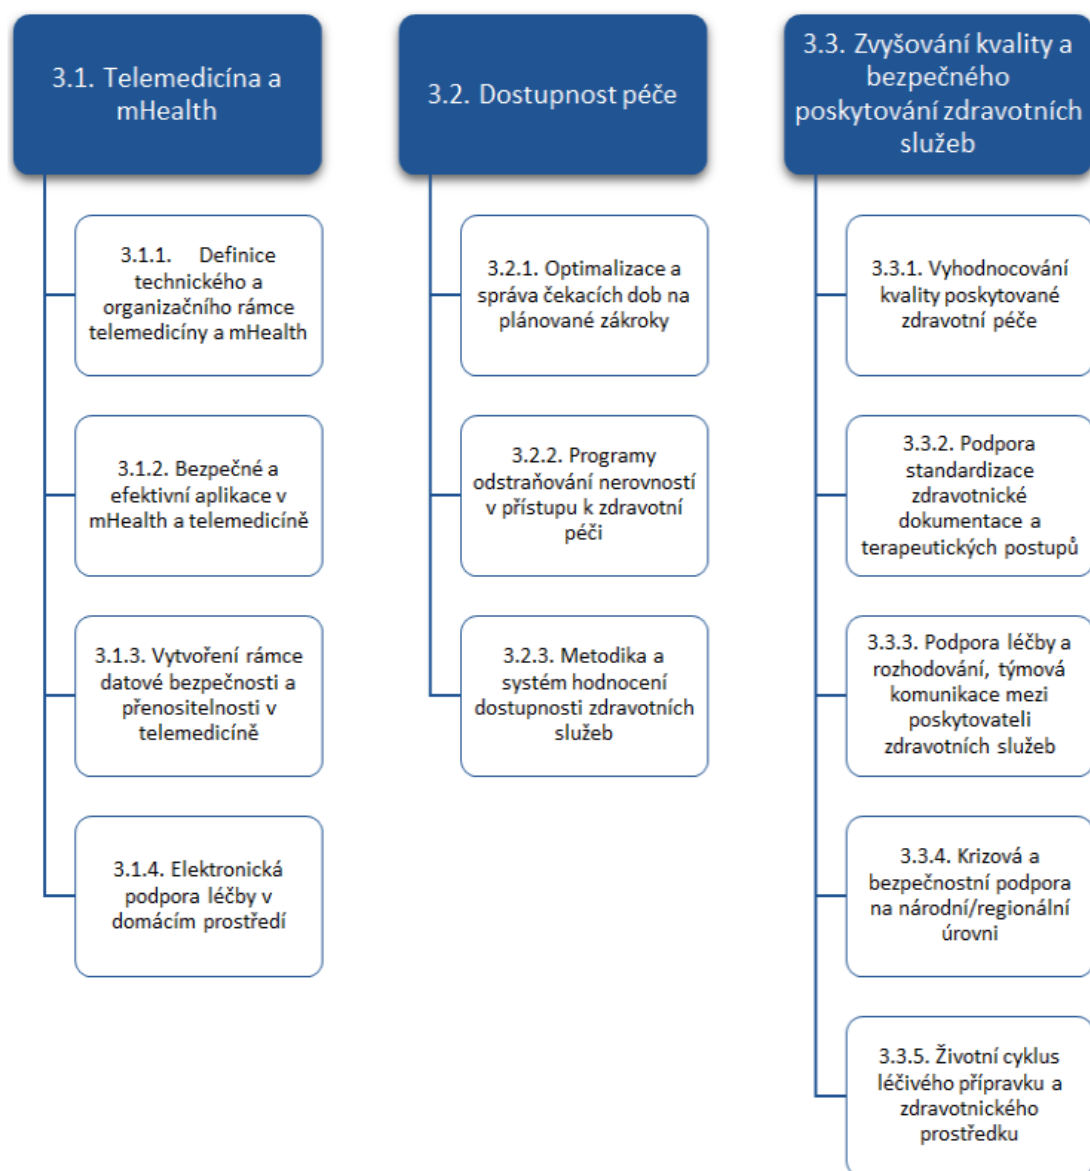 3.1. Telemedicína a
mHealth
3.1.1. Definice
technického a
organizačního rámce
telemedicíny a mHealth
3.1.2. Bezpečné a
efektivní aplikace v
mHealth a telemedicíně
3.1.3. Vytvoření rámce
datové bezpečnosti a
přenositelnosti v
telemedicíně
3.1.4. Elektronická
podpora léčby v
domácím prostředí
3.2. Dostupnost péče
3.2.1. Optimalizace a
správa čekacích dob na
plánované zákroky
3.2.2. Programy
odstraňování nerovností
v přístupu k zdravotní
péči
3.2.3. Metodika a
systém hodnocení
dostupnosti zdravotních
služeb
3.3. Zvyšování kvality a
bezpečného
poskytování zdravotních
služeb
3.3.1. Vyhodnocování
kvality poskytované
zdravotní péče
3.3.2. Podpora
standardizace
zdravotnické
dokumentace a
terapeutických postupů
3.3.3. Podpora léčby a
rozhodování, týmová
komunikace mezi
poskytovateli
zdravotních služeb
3.3.4. Krizová a
bezpečnostní podpora
na národní/regionální
úrovni
3.3.5. Životní cyklus
léčivého přípravku a
zdravotnického
prostředku